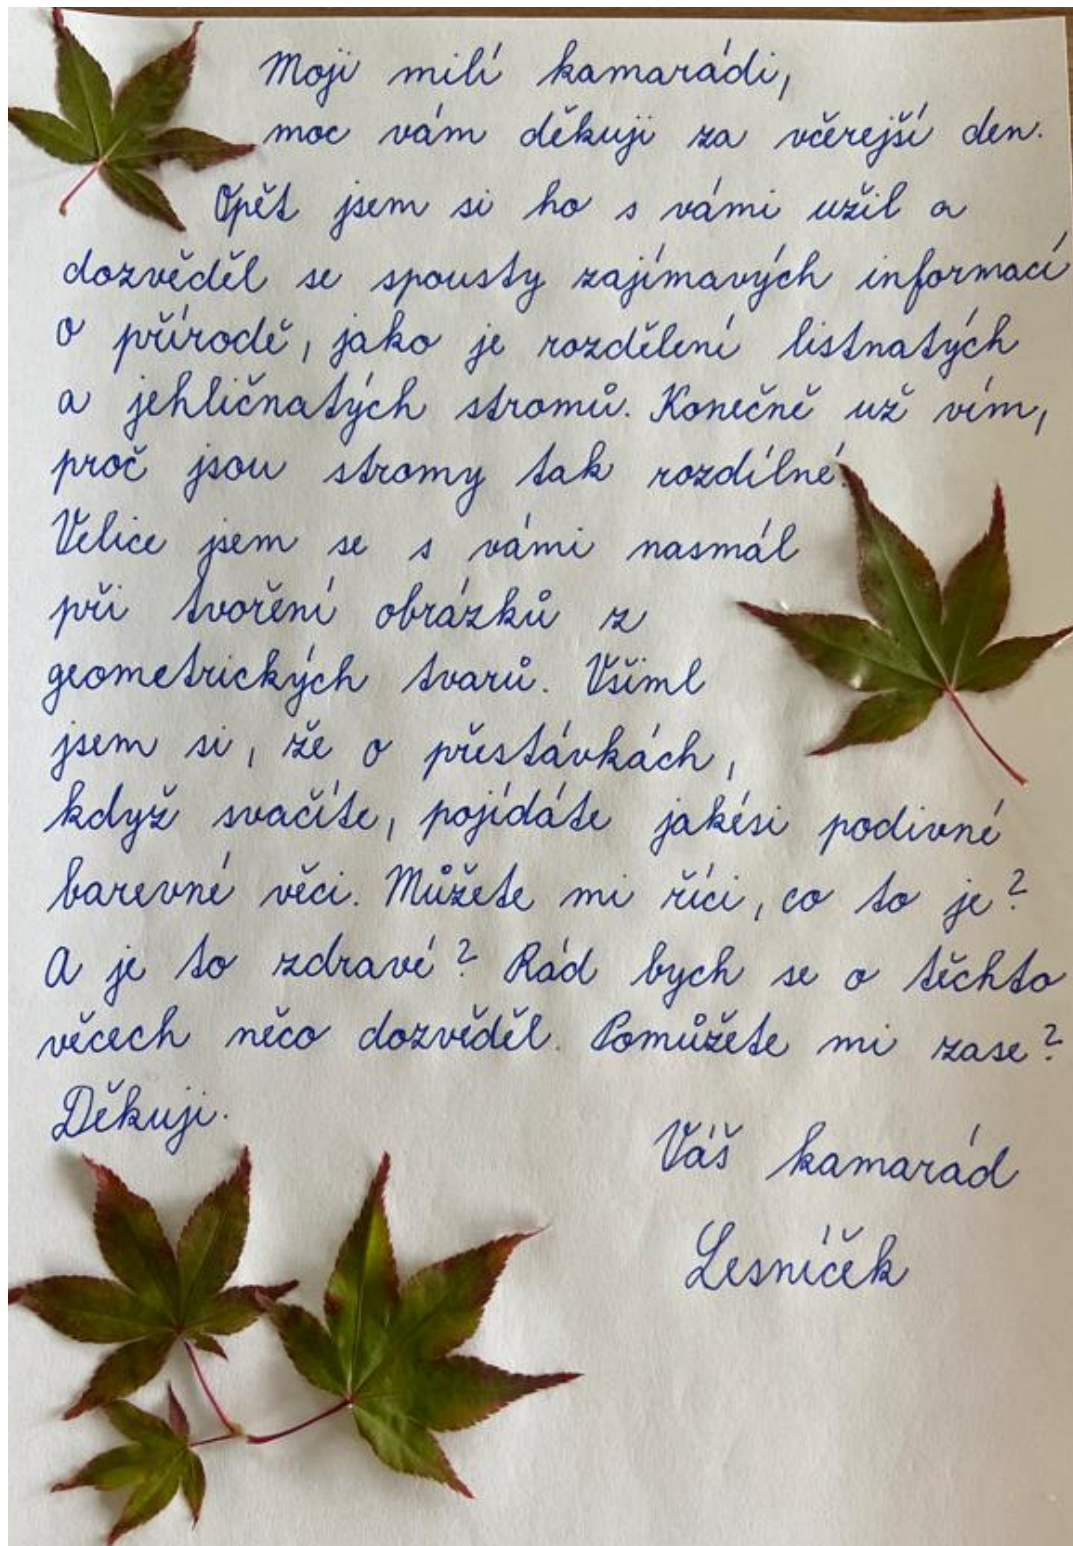 Moji milí kamarádi,
moc vám děkuji za včerejší den.
Opět jsem si ho s vámi užil a
dozvěděl se spousty zajímavých informací
o přírodě, jako je rozdělení listnatých
a jehličnatých stromů. Konečně už vím,
proč jsou stromy tak rozdílné.
Velice jsem se s vámi nasmál
při tvoření obrázků z
geometrických tvarů. Všiml
jsem si, že o přestávkách,
když svačíte, pojídáte jakési podivné
barevné věci. Můžete mi říci, co to je?
A je to zdravé? Rád bych se o těchto
věcech něco dozvěděl. Pomůžete mi zase?
Děkuji.
Váš kamarád
Lesníček